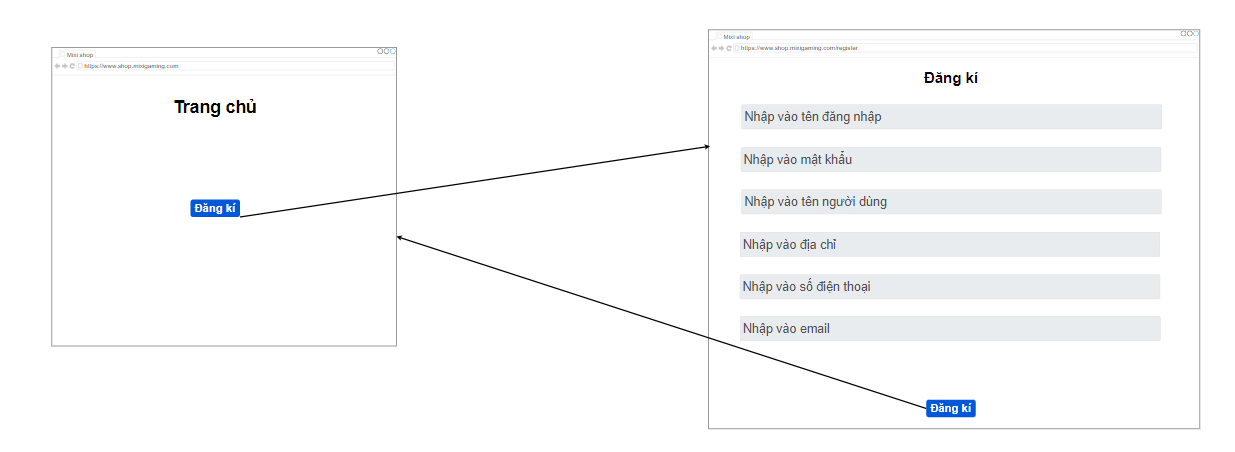 Mixi shop
https://www.shop.mixigaming.com
Trang chủ
Đăng kí
Mixi shop
https://www.shop.mixigaming.com/register
Đăng kí
Nhập vào tên đăng nhập
Nhập vào mật khẩu
Nhập vào tên người dùng
Nhập vào địa chỉ
Nhập vào số điện thoại
Nhập vào email
Đăng kí